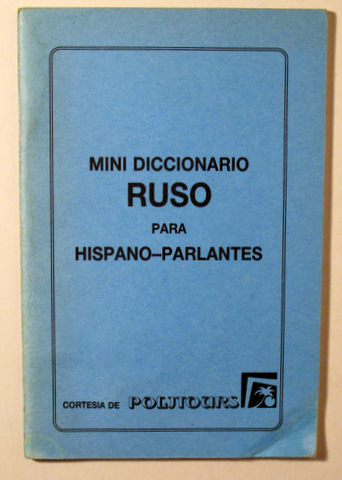 MINI DICCIONARIO
RUSO
PARA
HISPANO-PARLANTES
CORTESIA DE POLITOURS